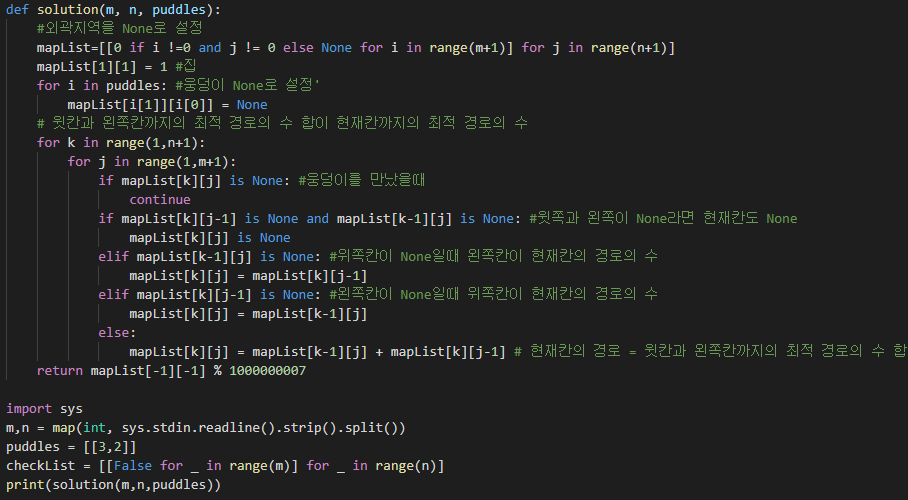 def solution(m, n, puddles):
    #외곽지역을 None로 설정
    mapList=[[0 if i !=0 and j != 0 else None for i in range(m+1)] for j in range(n+1)]
    mapList[1][1] = 1 #집
    for i in puddles: #웅덩이 None로 설정'
        mapList[i[1]][i[0]] = None
    # 윗칸과 왼쪽칸까지의 최적 경로의 수 합이 현재칸까지의 최적 경로의 수
    for k in range(1,n+1):
        for j in range(1,m+1):
            if mapList[k][j] is None: #웅덩이를 만났을때
                continue
            if mapList[k][j-1] is None and mapList[k-1][j] is None: #윗쪽과 왼쪽이 None라면 현재칸도 None
                mapList[k][j] is None
            elif mapList[k-1][j] is None: #위쪽칸이 None일때 왼쪽칸이 현재칸의 경로의 수
                mapList[k][j] = mapList[k][j-1]
            elif mapList[k][j-1] is None: #왼쪽칸이 None일때 위쪽칸이 현재칸의 경로의 수
                mapList[k][j] = mapList[k-1][j]
            else:
                mapList[k][j] = mapList[k-1][j] + mapList[k][j-1] # 현재칸의 경로 = 윗칸과 왼쪽칸까지의 최적 경로의 수 합
    return mapList[-1][-1] % 1000000007
import sys
m,n = map(int, sys.stdin.readline().strip().split())
puddles = [[3,2]]
checkList = [[False for _ in range(m)] for _ in range(n)]
print(solution(m,n,puddles))